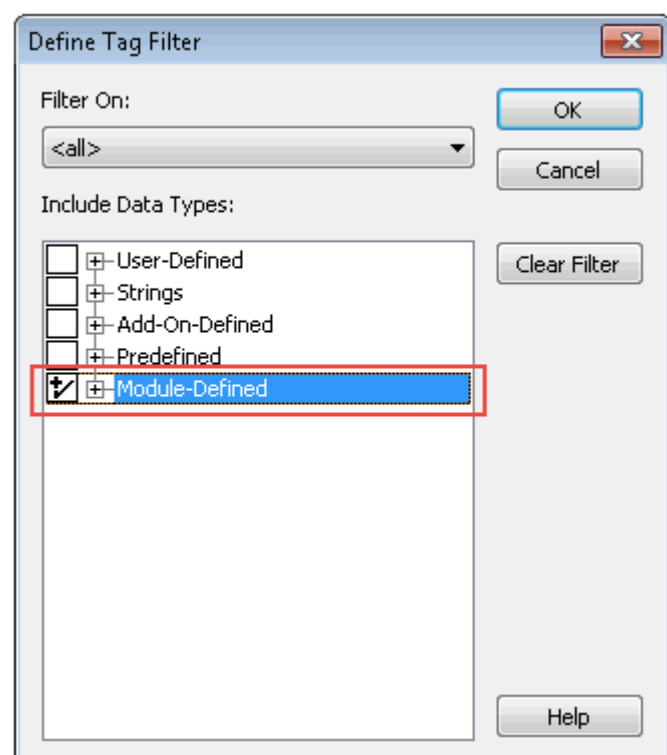 Define Tag Filter
Filter On:
<all>
Include Data Types:
User-Defined
Strings
Add-On-Defined
Predefined
Module-Defined
OK
Cancel
Clear Filter
Help